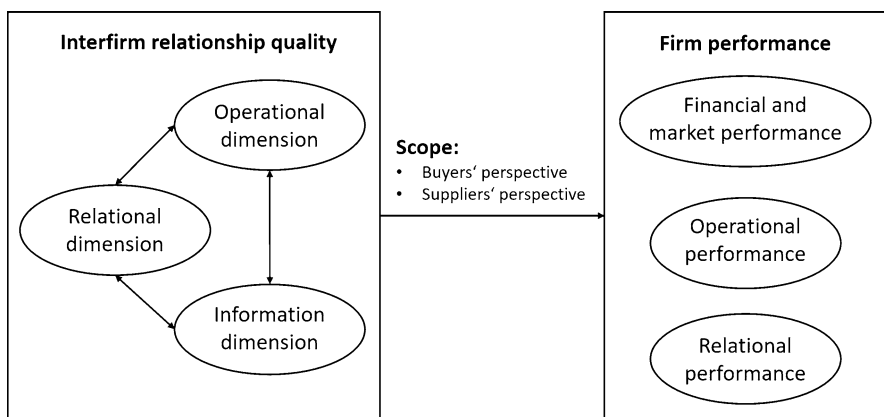 Interfirm relationship quality
Operational
dimension
Relational
dimension
Information
dimension
Scope:
• Buyers‘ perspective
• Suppliers‘ perspective
Firm performance
Financial and
market performance
Operational
performance
Relational
performance